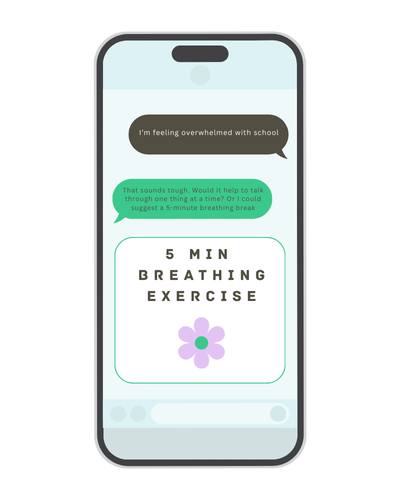 I'm feeling overwhelmed with school
That sounds tough. Would it help to talk
through one thing at a time? Or I could
suggest a 5-minute breathing break
5 MIN
BREATHING
EXERCISE